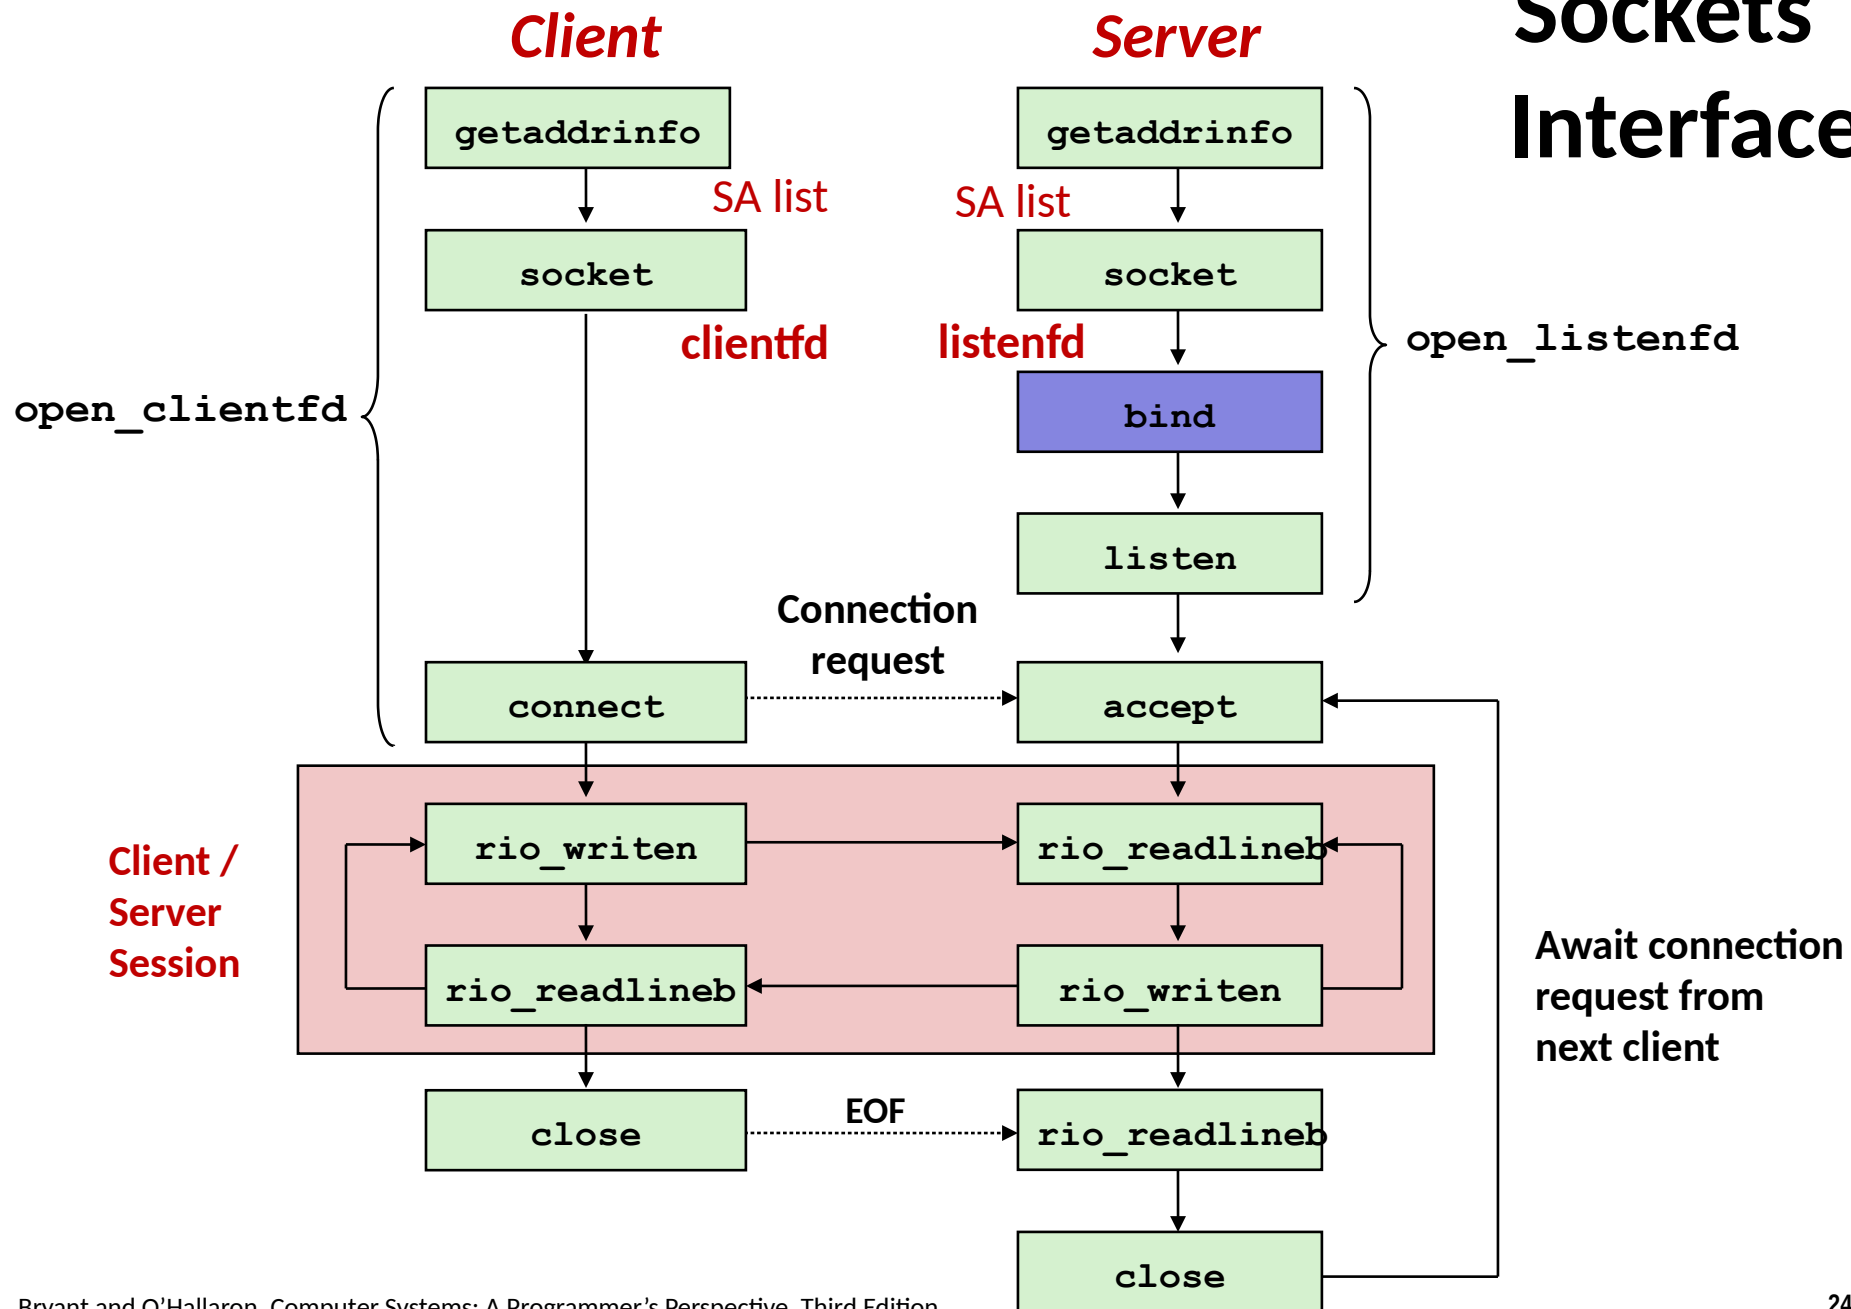 Sockets
Interface
Client
Server
getaddrinfo
getaddrinfo
SA list
SA list
socket
socket
clientfd
listenfd
open_clientfd
open_listenfd
bind
listen
Connection
request
connect
accept
Client /
Server
Session
rio_writen
rio_readlineb
rio_readlineb
rio_writen
Await connection
request from
next client
close
EOF
rio_readlineb
close
Bryant and O’Hallaron, Computer Systems: A Programmer’s Perspective, Third Edition
24